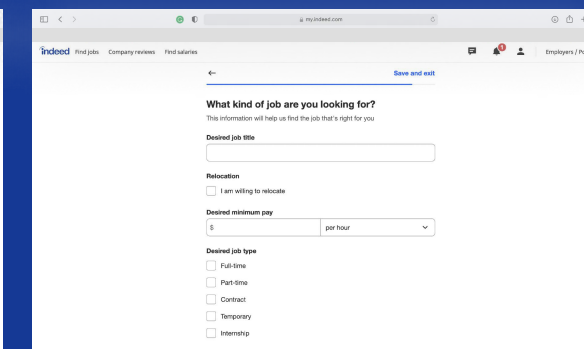 my.indeed.com
indeed Find jobs Company reviews Find salaries
1
Employers / Po
Save and exit
What kind of job are you looking for?
This information will help us find the job that's right for you
Desired job title
Relocation
I am willing to relocate
Desired minimum pay
$ per hour
Desired job type
Full-time
Part-time
Contract
Temporary
Internship